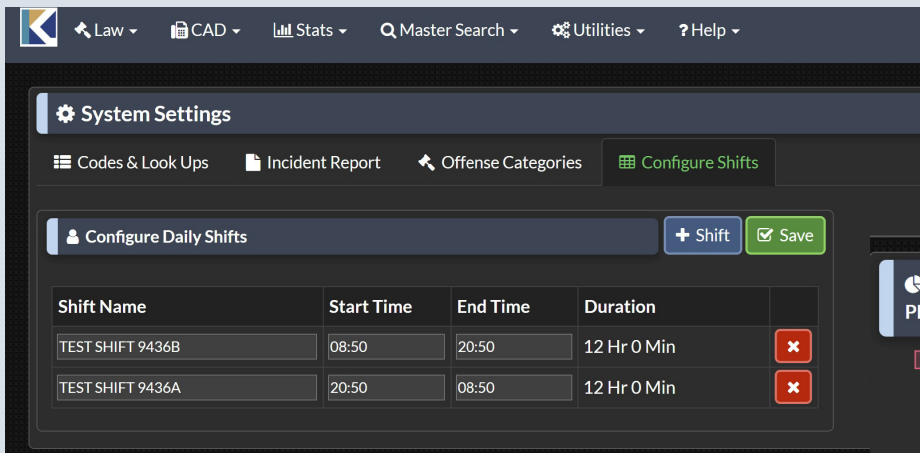 Law CAD Stats Master Search Utilities ? Help
System Settings
Codes & Look Ups Incident Report Offense Categories Configure Shifts
Configure Daily Shifts + Shift Save
Shift Name Start Time End Time Duration
TEST SHIFT 9436B 08:50 20:50 12 Hr 0 Min
TEST SHIFT 9436A 20:50 08:50 12 Hr 0 Min